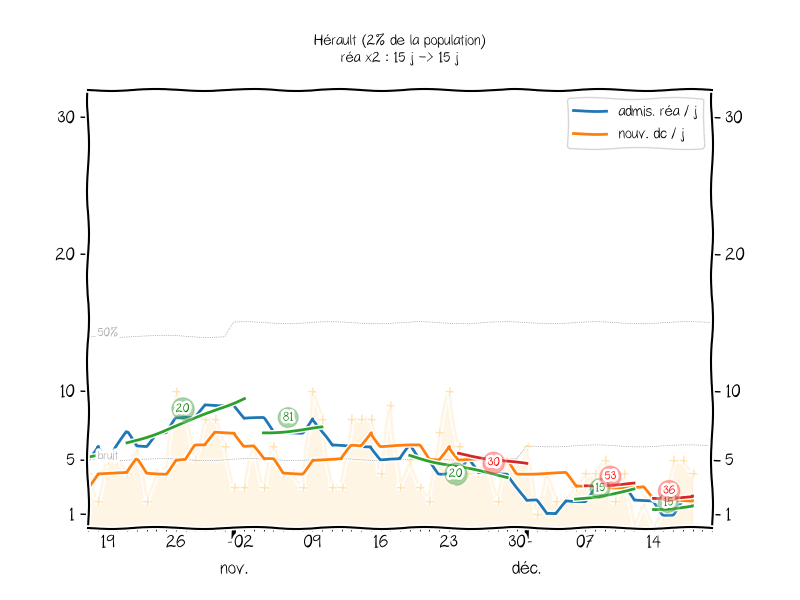 Hérault (2% de la population)
réa x2 : 15 j -> 15 j
admis. réa / j
nouv. dc / j
30
30
20
20
50%
10
10
20
81
5
bruit
30
20
5
53
15
36
15
1
1
19 26 02 09 16 23 30 07 14
nov. déc.